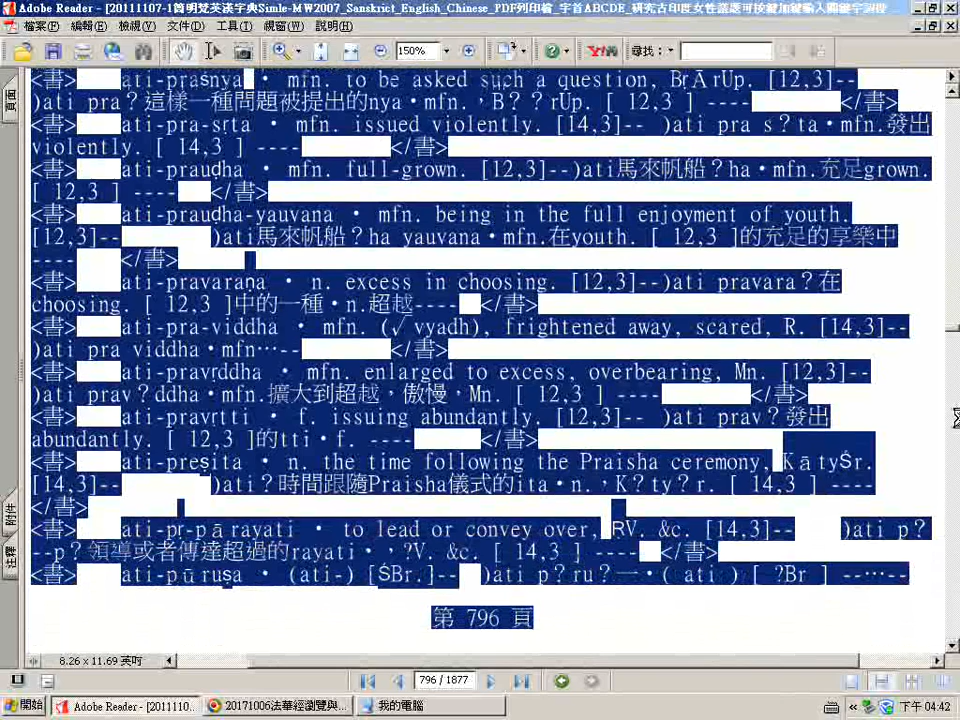 Adobe Reader - [20111107-1簡明梵英漢字典Simle-MW2007_Sanskrict_English_Chinese_PDF列印檔_字首ABCDE_研究古印度女性議題可按Ctrl鍵輸入關鍵字詞搜
檔案(F) 編輯(E) 檢視(V) 文件(D) 工具(T) 視窗(W) 說明(H)
150% 尋找:
頁面
附件
注釋
<書> ati-praśnya • mfn. to be asked such a question, BṛĀrUp. [12,3]--
)ati pra?這樣一種問題被提出的nya•mfn.,B??rUp. [ 12,3 ] ---- </書>
<書> ati-pra-sṛta • mfn. issued violently. [14,3]-- )ati pra s?ta•mfn.發出
violently. [ 14,3 ] ---- </書>
<書> ati-prauḍha • mfn. full-grown. [12,3]--)ati馬來帆船?ha•mfn.充足grown.
[ 12,3 ] ---- </書>
<書> ati-prauḍha-yauvana • mfn. being in the full enjoyment of youth.
[12,3]-- )ati馬來帆船?ha yauvana•mfn.在youth. [ 12,3 ]的充足的享樂中
---- </書>
<書> ati-pravaraṇa • n. excess in choosing. [12,3]--)ati pravara?在
choosing. [ 12,3 ]中的一種•n.超越---- </書>
<書> ati-pra-viddha • mfn. (√ vyadh), frightened away, scared, R. [14,3]--
)ati pra viddha•mfn…-- </書>
<書> ati-pravṛddha • mfn. enlarged to excess, overbearing, Mn. [12,3]--
)ati prav?ddha•mfn.擴大到超越,傲慢,Mn. [ 12,3 ] ---- </書>
<書> ati-pravṛtti • f. issuing abundantly. [12,3]--)ati prav?發出
abundantly. [ 12,3 ]的tti•f. ---- </書>
<書> ati-preṣita • n. the time following the Praisha ceremony, KātyŚr.
[14,3]-- )ati?時間跟隨Praisha儀式的ita•n.,K?ty?r. [ 14,3 ] ----
</書>
<書> ati-pṛ-pārayati • to lead or convey over, RV. &c. [14,3]-- )ati p?
--p?領導或者傳達超過的rayati•,?V. &c. [ 14,3 ] ---- </書>
<書> ati-pūruṣa • (ati-) [ŚBr.]-- )ati p?ru?一•( ati ) [ ?Br ] --…--
第 796 頁
8.26 x 11.69 英吋
796 / 1877
開始 Adobe Reader - [2011110... 20171006法華經瀏覽與... 我的電腦 下午 04:42